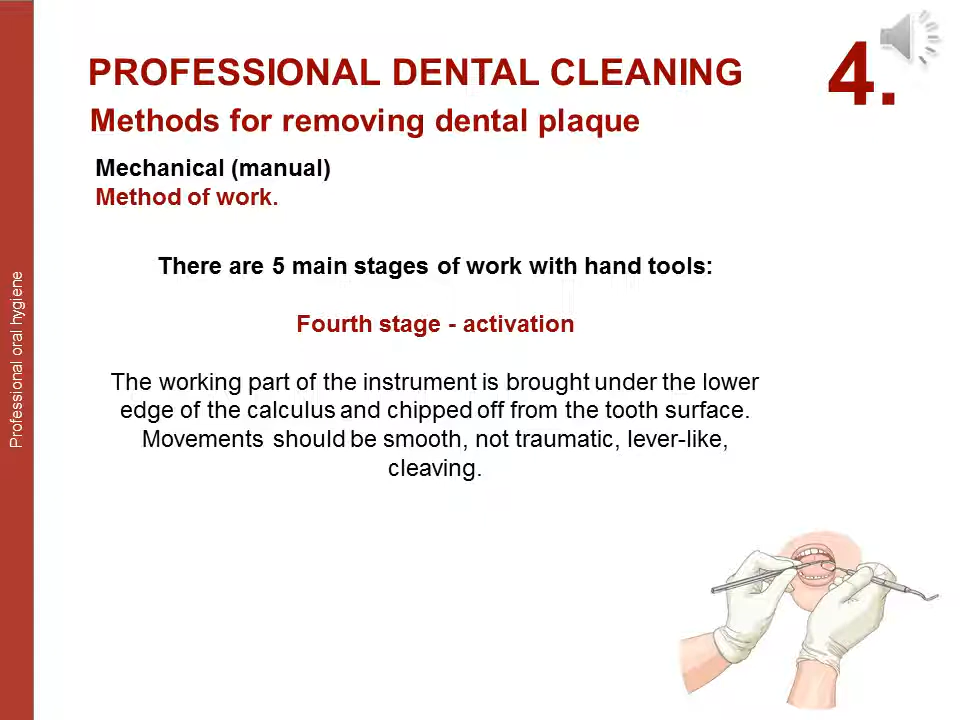 PROFESSIONAL DENTAL CLEANING
4.
Methods for removing dental plaque
Mechanical (manual)
Method of work.
There are 5 main stages of work with hand tools:
Fourth stage - activation
The working part of the instrument is brought under the lower
edge of the calculus and chipped off from the tooth surface.
Movements should be smooth, not traumatic, lever-like,
cleaving.
Professional oral hygiene